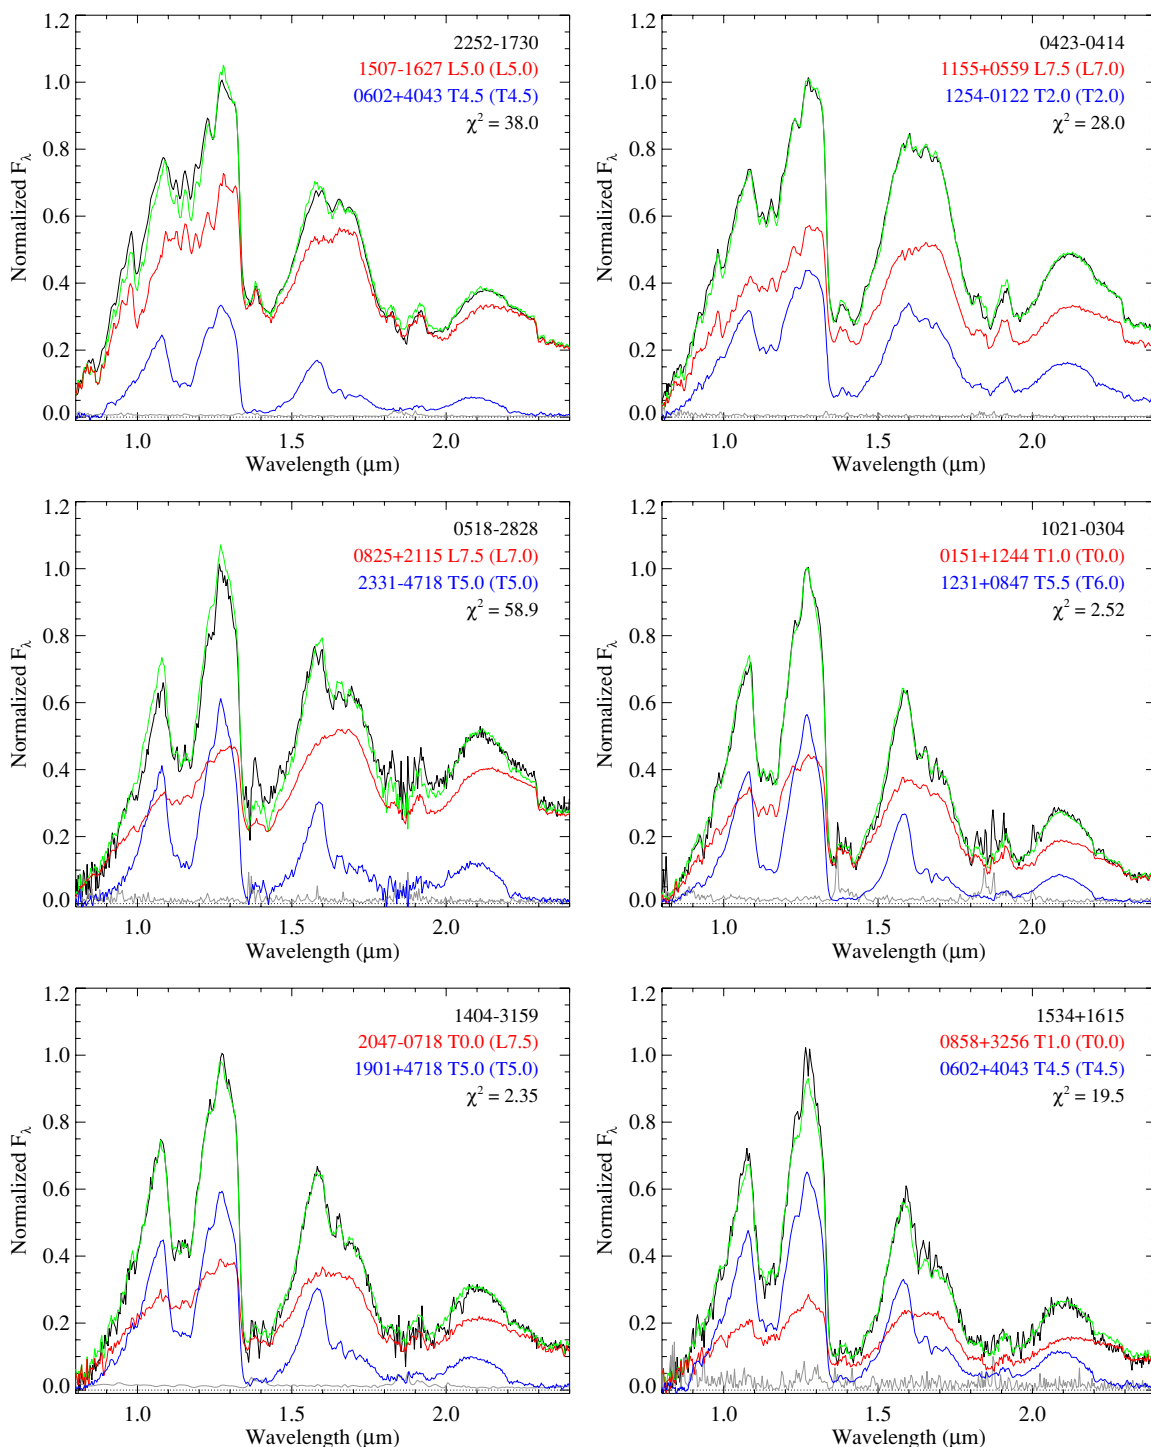 2252-1730
1507-1627 L5.0 (L5.0)
0602+4043 T4.5 (T4.5)
χ² = 38.0
Normalized Fλ
1.2
1.0
0.8
0.6
0.4
0.2
0.0
1.0 1.5 2.0
Wavelength (μm)
0423-0414
1155+0559 L7.5 (L7.0)
1254-0122 T2.0 (T2.0)
χ² = 28.0
Normalized Fλ
1.2
1.0
0.8
0.6
0.4
0.2
0.0
1.0 1.5 2.0
Wavelength (μm)
0518-2828
0825+2115 L7.5 (L7.0)
2331-4718 T5.0 (T5.0)
χ² = 58.9
Normalized Fλ
1.2
1.0
0.8
0.6
0.4
0.2
0.0
1.0 1.5 2.0
Wavelength (μm)
1021-0304
0151+1244 T1.0 (T0.0)
1231+0847 T5.5 (T6.0)
χ² = 2.52
Normalized Fλ
1.2
1.0
0.8
0.6
0.4
0.2
0.0
1.0 1.5 2.0
Wavelength (μm)
1404-3159
2047-0718 T0.0 (L7.5)
1901+4718 T5.0 (T5.0)
χ² = 2.35
Normalized Fλ
1.2
1.0
0.8
0.6
0.4
0.2
0.0
1.0 1.5 2.0
Wavelength (μm)
1534+1615
0858+3256 T1.0 (T0.0)
0602+4043 T4.5 (T4.5)
χ² = 19.5
Normalized Fλ
1.2
1.0
0.8
0.6
0.4
0.2
0.0
1.0 1.5 2.0
Wavelength (μm)